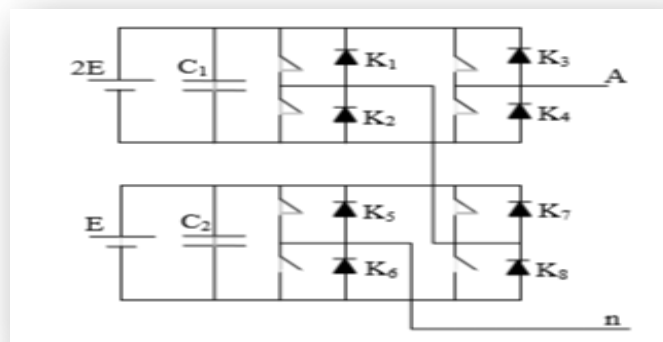 2E C₁ K₁ K₃
A
K₂ K₄
E C₂ K₅ K₇
K₆ K₈
n